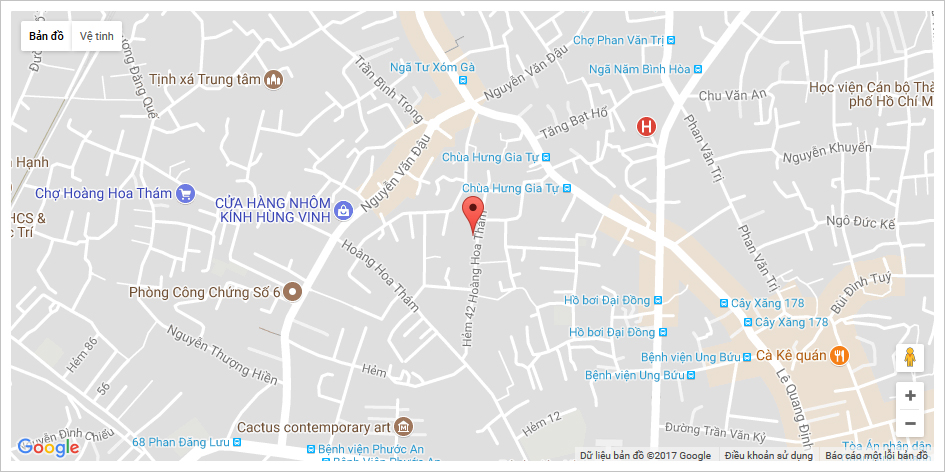 Bản đồ
Vệ tinh
Chợ Phan Văn Trị
Ngã Tư Xóm Gà
Nguyễn Văn Đậu
Ngã Năm Bình Hòa
Tịnh xá Trung tâm
Trần Bình Trọng
Chu Văn An
Học viện Cán bộ Thà
phố Hồ Chí M
Tăng Bạt Hổ
H
Phan Văn Trị
Nguyễn Văn Đậu
Nguyễn Khuyến
Hạnh
Chùa Hưng Gia Tự
Chợ Hoàng Hoa Thám
Chùa Hưng Gia Tự
CỬA HÀNG NHÔM
KÍNH HÙNG VINH
HCS &
c Trí
Ngô Đức Kế
Phan Văn Trị
Hoàng Hoa Thám
Hẻm 42 Hoàng Hoa Thám
Phòng Công Chứng Số 6
Bùi Đình Tuý
Hồ bơi Đại Đồng
Cây Xăng 178
Cây Xăng 178
Hồ bơi Đại Đồng
Hẻm 86
Nguyễn Thượng Hiền
Bệnh viện Ung Bứu
Cà Kê quán
Hẻm
Bệnh viện Ung Bứu
56
Lê Quang Định
Cactus contemporary art
Hẻm 12
Đường Trần Văn Kỷ
guyễn Đình Chiểu
68 Phan Đăng Lưu
Bệnh viện Phước An
Bệnh viện Phước An
Tòa Án nhân dân
Google
Dữ liệu bản đồ ©2017 Google
Điều khoản sử dụng
Báo cáo một lỗi bản đồ